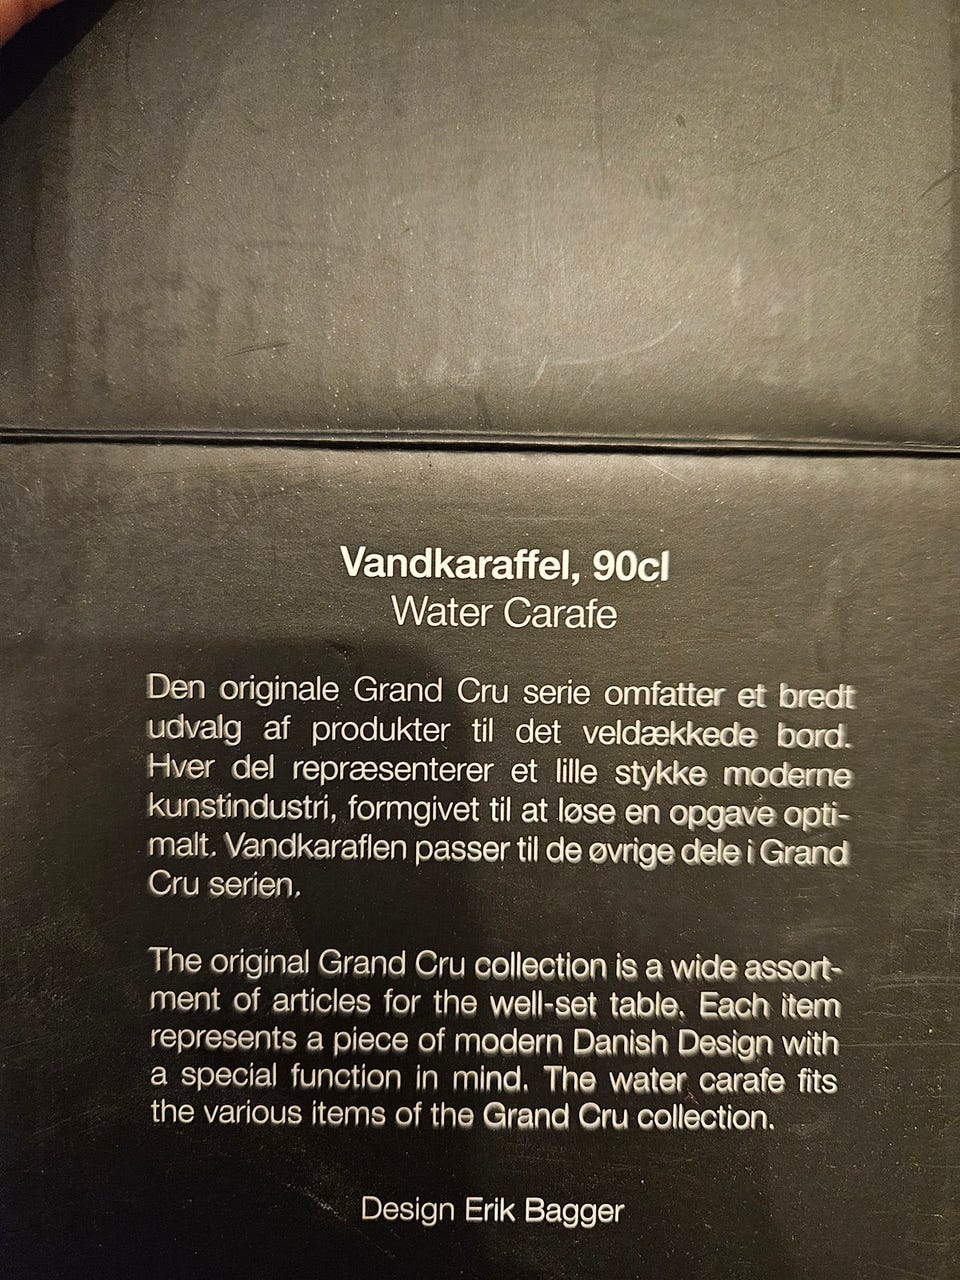 Vandkaraffel, 90cl
Water Carafe
Den originale Grand Cru serie omfatter et bredt
udvalg af produkter til det veldækkede bord.
Hver del repræsenterer et lille stykke moderne
kunstindustri, formgivet til at løse en opgave opti-
malt. Vandkaraflen passer til de øvrige dele i Grand
Cru serien.
The original Grand Cru collection is a wide assort-
ment of articles for the well-set table. Each item
represents a piece of modern Danish Design with
a special function in mind. The water carafe fits
the various items of the Grand Cru collection.
Design Erik Bagger